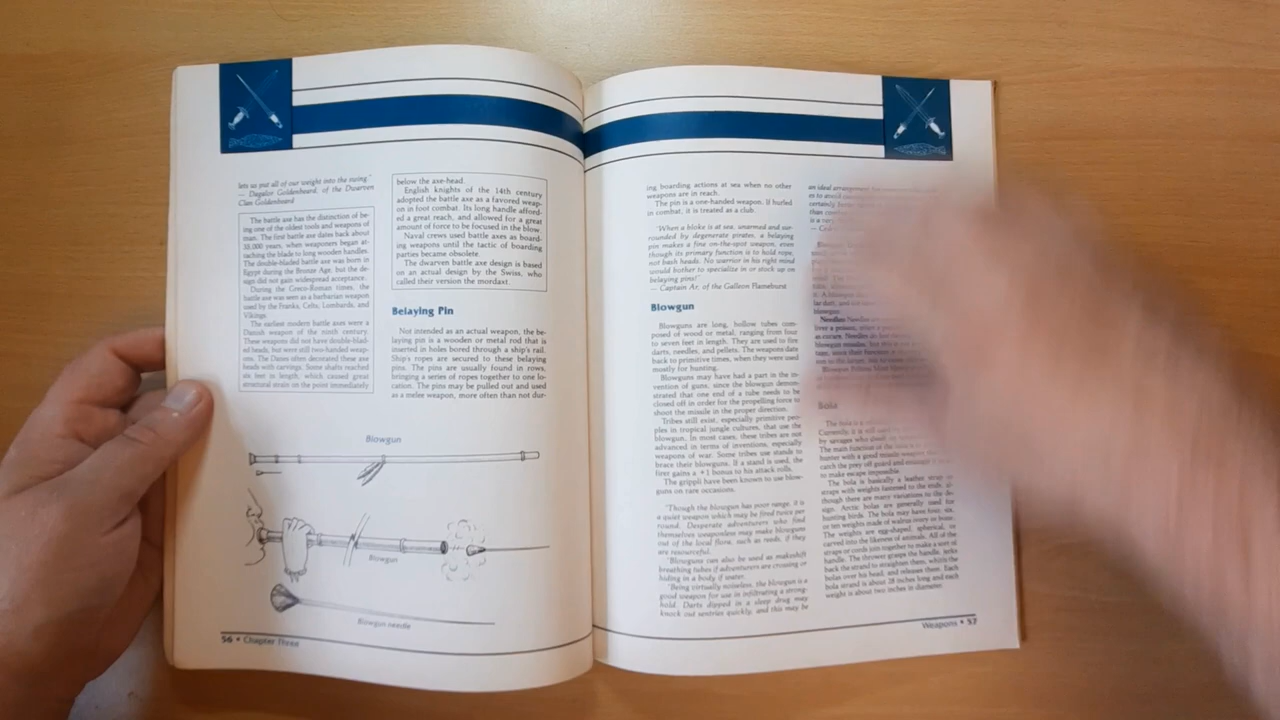 lets us put all of our weight into the swing."
— Dagalor Goldenbeard, of the Dwarven
Clan Goldenbeard
The battle axe has the distinction of be-
ing one of the oldest tools and weapons of
man. The first battle axe dates back about
years, when weaponers began at-
taching the blade to long wooden handles.
The double-bladed battle axe was born in
Egypt during the Bronze Age, but the de-
sign did not gain widespread acceptance.
During the Greco-Roman times, the
battle axe was seen as a barbarian weapon
used by the Franks, Celts, Lombards, and
Vikings.
The earliest modern battle axes were a
Danish weapon of the ninth century.
These weapons did not have double-blad-
ed heads, but were still two-handed weap-
ons. The Danes often decorated these axe
heads with carvings. Some shafts reached
six feet in length, which caused great
structural strain on the point immediately
below the axe-head.
English knights of the 14th century
adopted the battle axe as a favored weap-
on in foot combat. Its long handle afford-
ed a great reach, and allowed for a great
amount of force to be focused in the blow.
Naval crews used battle axes as board-
ing weapons until the tactic of boarding
parties became obsolete.
The dwarven battle axe design is based
on an actual design by the Swiss, who
called their version the mordaxt.
Belaying Pin
Not intended as an actual weapon, the be-
laying pin is a wooden or metal rod that is
inserted in holes bored through a ship's rail.
Ship's ropes are secured to these belaying
pins. The pins are usually found in rows,
bringing a series of ropes together to one lo-
cation. The pins may be pulled out and used
as a melee weapon, more often than not dur-
Blowgun
Blowgun
Blowgun needle
56 • Chapter Three
ing boarding actions at sea when no other
weapons are in reach.
The pin is a one-handed weapon. If hurled
in combat, it is treated as a club.
"When a bloke is at sea, unarmed and sur-
rounded by degenerate pirates, a belaying
pin makes a fine on-the-spot weapon, even
though its primary function is to hold rope,
not bash heads. No warrior in his right mind
would bother to specialize in or stock up on
belaying pins!"
— Captain Ar, of the Galleon Flameburst
Blowgun
Blowguns are long, hollow tubes com-
posed of wood or metal, ranging from four
to seven feet in length. They are used to fire
darts, needles, and pellets. The weapons date
back to primitive times, when they were used
mostly for hunting.
Blowguns may have had a part in the in-
vention of guns, since the blowgun demon-
strated that one end of a tube needs to be
closed off in order for the propelling force to
shoot the missile in the proper direction.
Tribes still exist, especially primitive peo-
ples in tropical jungle cultures, that use the
blowgun. In most cases, these tribes are not
advanced in terms of inventions, especially
weapons of war. Some tribes use stands to
brace their blowguns. If a stand is used, the
firer gains a +1 bonus to his attack rolls.
The grippli have been known to use blow-
guns on rare occasions.
"Though the blowgun has poor range, it is
a quiet weapon which may be fired twice per
round. Desperate adventurers who find
themselves weaponless may make blowguns
out of the local flora, such as reeds, if they
are resourceful.
"Blowguns can also be used as makeshift
breathing tubes if adventurers are crossing or
hiding in a body of water.
"Being virtually noiseless, the blowgun is a
good weapon for use in infiltrating a strong-
hold. Darts dipped in a sleep drug may
knock out sentries quickly, and this may be
an ideal arrangement
Bola
The bola is
Currently, it is still
by savages who dwell
The main function of the
hunter with a good missile weapon
catch the prey off guard and
to make escape impossible.
The bola is basically a leather strap or
straps with weights fastened to the ends, al-
though there are many variations to the de-
sign. Arctic bolas are generally used for
hunting birds. The bola may have four, six,
or ten weights made of walrus ivory or bone.
The weights are egg-shaped, spherical, or
carved into the likeness of animals. All of the
straps or cords join together to make a sort of
handle. The thrower grasps the handle, jerks
back the strand to straighten them, whirls the
bolas over his head, and releases them. Each
bola strand is about 28 inches long and each
weight is about two inches in diameter.
Weapons • 57